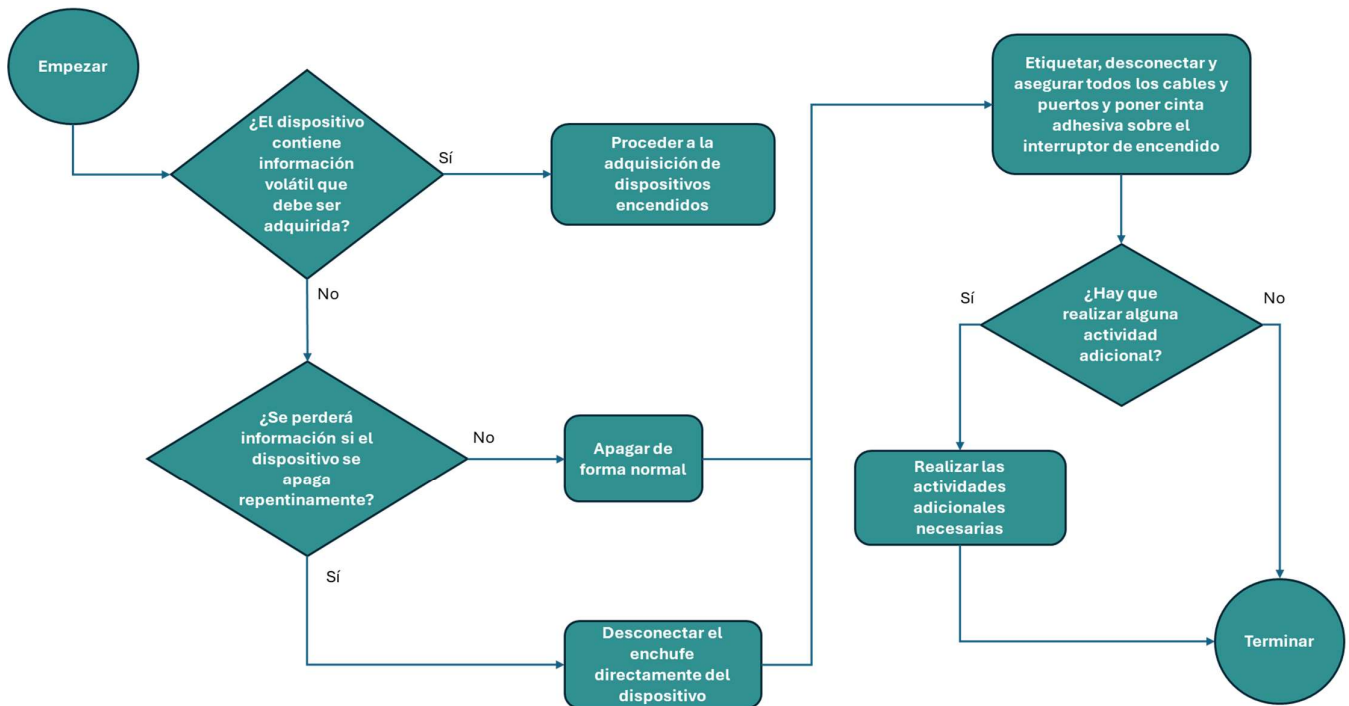 Empezar
¿El dispositivo
contiene
información
volátil que
debe ser
adquirida?
Sí
Proceder a la
adquisición de
dispositivos
encendidos
No
¿Se perderá
información si el
dispositivo se
apaga
repentinamente?
No
Apagar de
forma normal
Sí
Desconectar el
enchufe
directamente del
dispositivo
Etiquetar, desconectar y
asegurar todos los cables y
puertos y poner cinta
adhesiva sobre el
interruptor de encendido
¿Hay que
realizar alguna
actividad
adicional?
Sí
No
Realizar las
actividades
adicionales
necesarias
Terminar